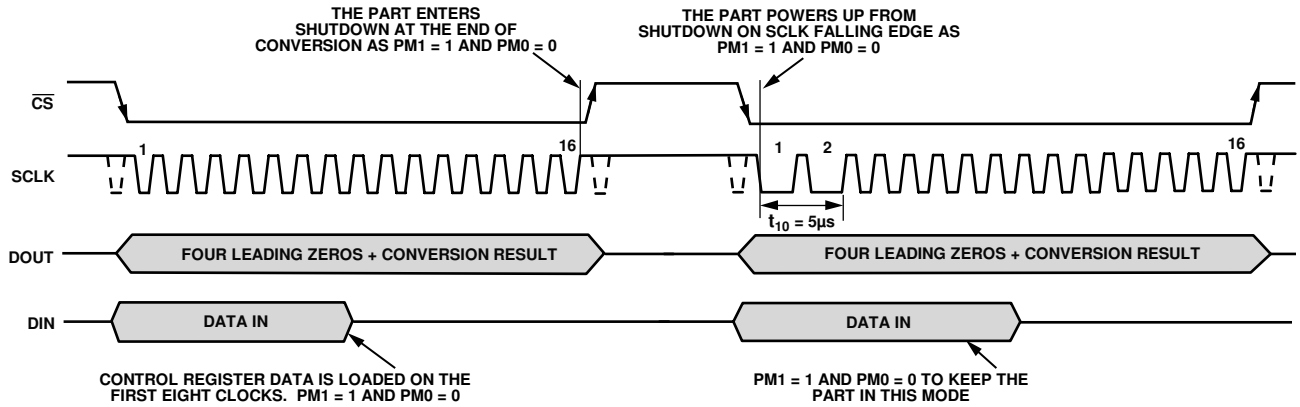 THE PART ENTERS
SHUTDOWN AT THE END OF
CONVERSION AS PM1 = 1 AND PM0 = 0
THE PART POWERS UP FROM
SHUTDOWN ON SCLK FALLING EDGE AS
PM1 = 1 AND PM0 = 0
CS
1
16
1
2
16
SCLK
t10 = 5µs
DOUT
FOUR LEADING ZEROS + CONVERSION RESULT
FOUR LEADING ZEROS + CONVERSION RESULT
DIN
DATA IN
DATA IN
CONTROL REGISTER DATA IS LOADED ON THE
FIRST EIGHT CLOCKS. PM1 = 1 AND PM0 = 0
PM1 = 1 AND PM0 = 0 TO KEEP THE
PART IN THIS MODE